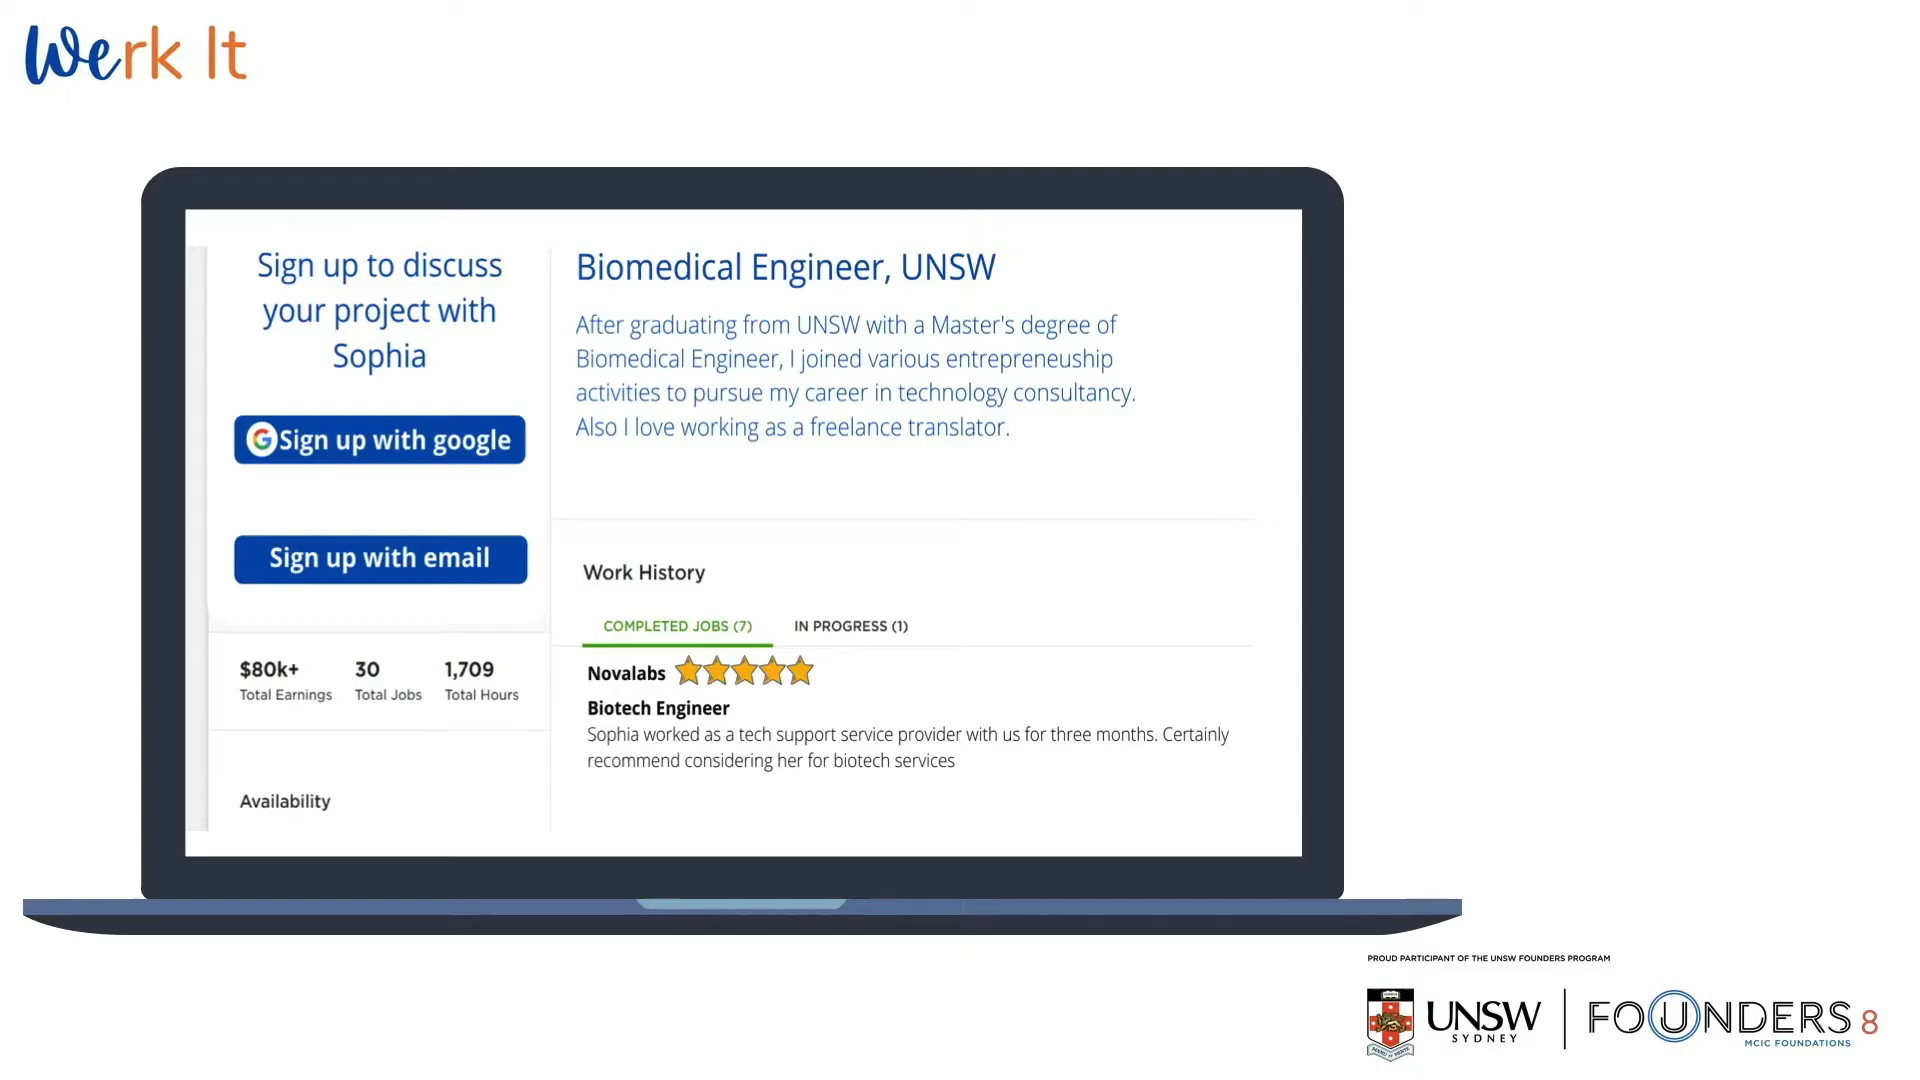 Werk It
Sign up to discuss
your project with
Sophia
Sign up with google
Sign up with email
$80k+
30
1,709
Total Earnings
Total Jobs
Total Hours
Availability
Biomedical Engineer, UNSW
After graduating from UNSW with a Master's degree of
Biomedical Engineer, I joined various entrepreneuship
activities to pursue my career in technology consultancy.
Also I love working as a freelance translator.
Work History
COMPLETED JOBS (7)
IN PROGRESS (1)
Novalabs
Biotech Engineer
Sophia worked as a tech support service provider with us for three months. Certainly
recommend considering her for biotech services
PROUD PARTICIPANT OF THE UNSW FOUNDERS PROGRAM
UNSW
SYDNEY
FOUNDERS
MCIC FOUNDATIONS
8